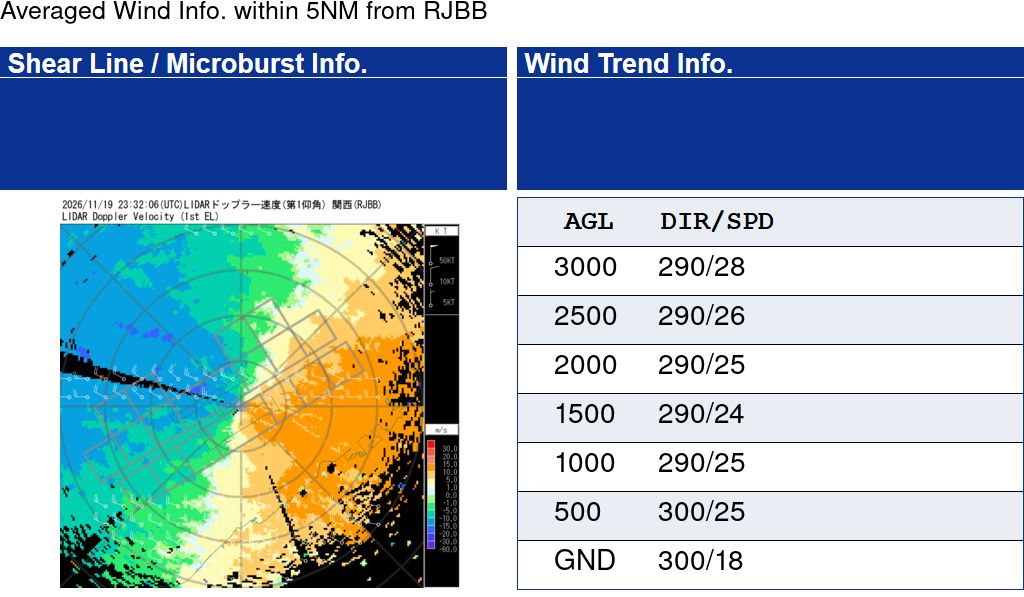 Averaged Wind Info. within 5NM from RJBB
Shear Line / Microburst Info.
Wind Trend Info.
2026/11/19 23:32:06(UTC)LIDARドップラー速度(第1仰角) 関西(RJBB)
LIDAR Doppler Velocity (1st EL)
K T
50KT
10KT
5KT
m/s
30.0
20.0
15.0
10.0
5.0
1.0
0.0
-1.0
-5.0
-10.0
-15.0
-20.0
-30.0
-60.0
AGL DIR/SPD
3000 290/28
2500 290/26
2000 290/25
1500 290/24
1000 290/25
500 300/25
GND 300/18